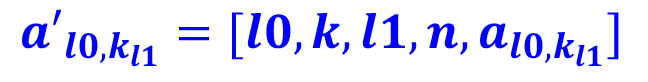 a′_{l0,k_{l1}} = [l0, k, l1, n, a_{l0,k_{l1}}]